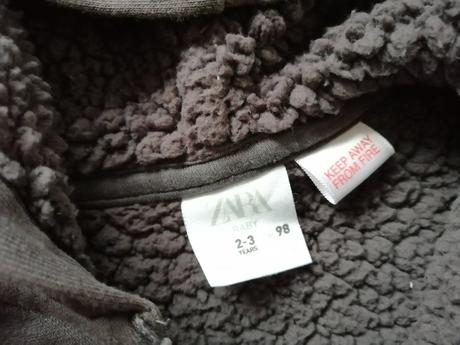 ZARA
BABY
2-3
YEARS
98
KEEP AWAY
FROM FIRE